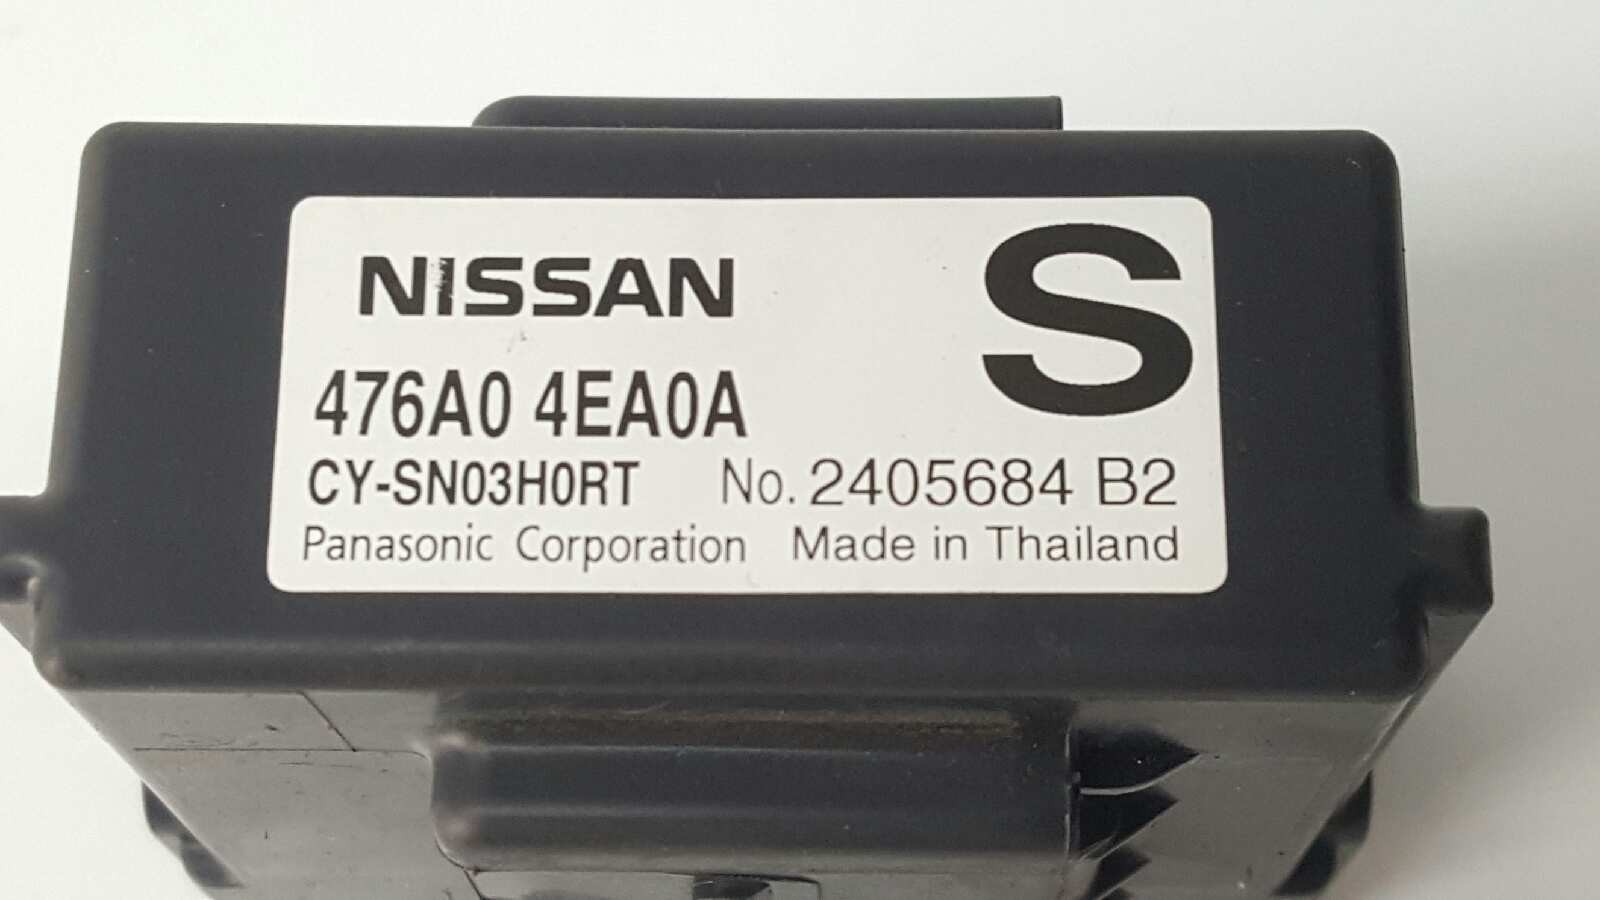 NISSAN S
476A0 4EA0A
CY-SN03H0RT No. 2405684 B2
Panasonic Corporation Made in Thailand